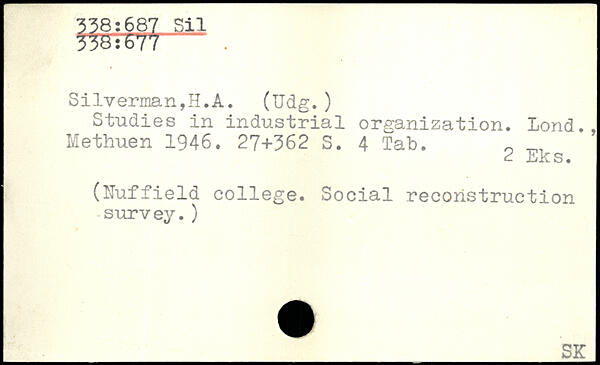 338:687 Sil
338:677
Silverman,H.A. (Udg.)
Studies in industrial organization. Lond.,
Methuen 1946. 27+362 S. 4 Tab.
2 Eks.
(Nuffield college. Social reconstruction
survey.)
SK